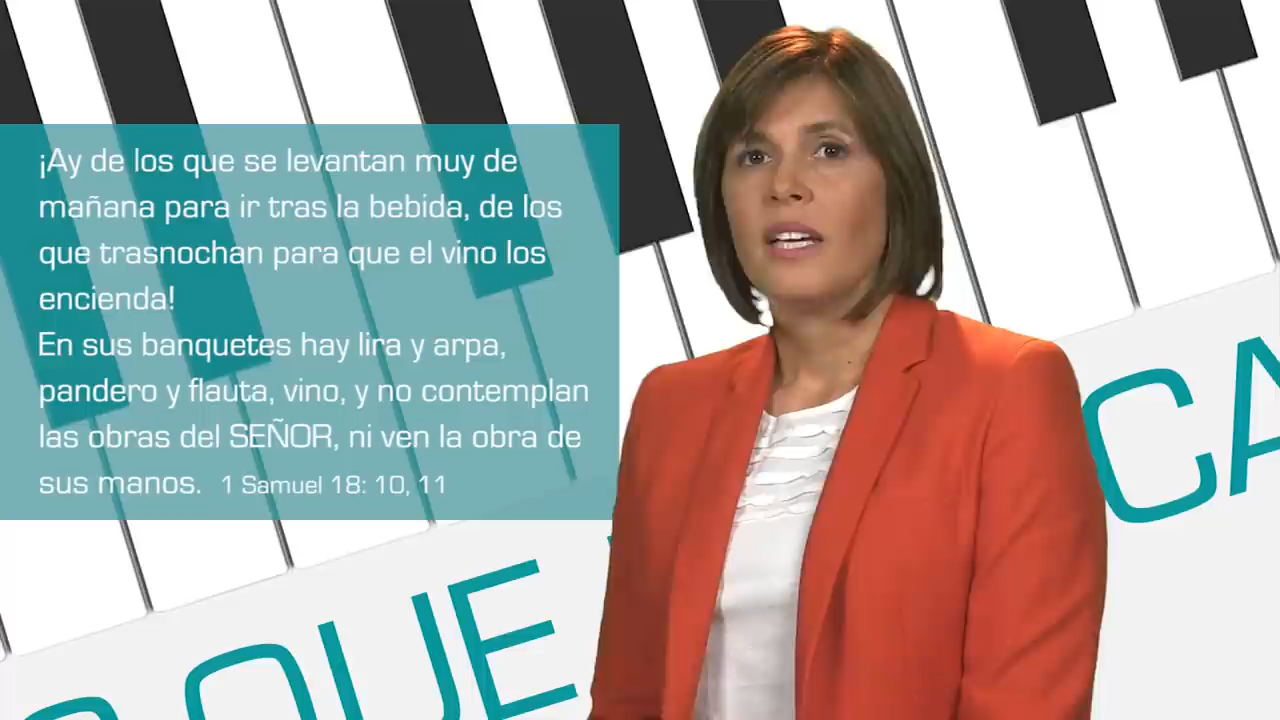 ¡Ay de los que se levantan muy de
mañana para ir tras la bebida, de los
que trasnochan para que el vino los
encienda!
En sus banquetes hay lira y arpa,
pandero y flauta, vino, y no contemplan
las obras del SEÑOR, ni ven la obra de
sus manos. 1 Samuel 18: 10, 11
QUE
CA